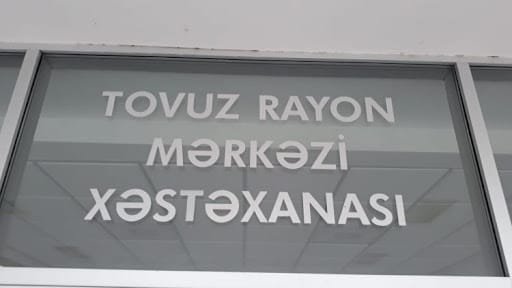 TOVUZ RAYON
MƏRKƏZİ
XƏSTƏXANASI